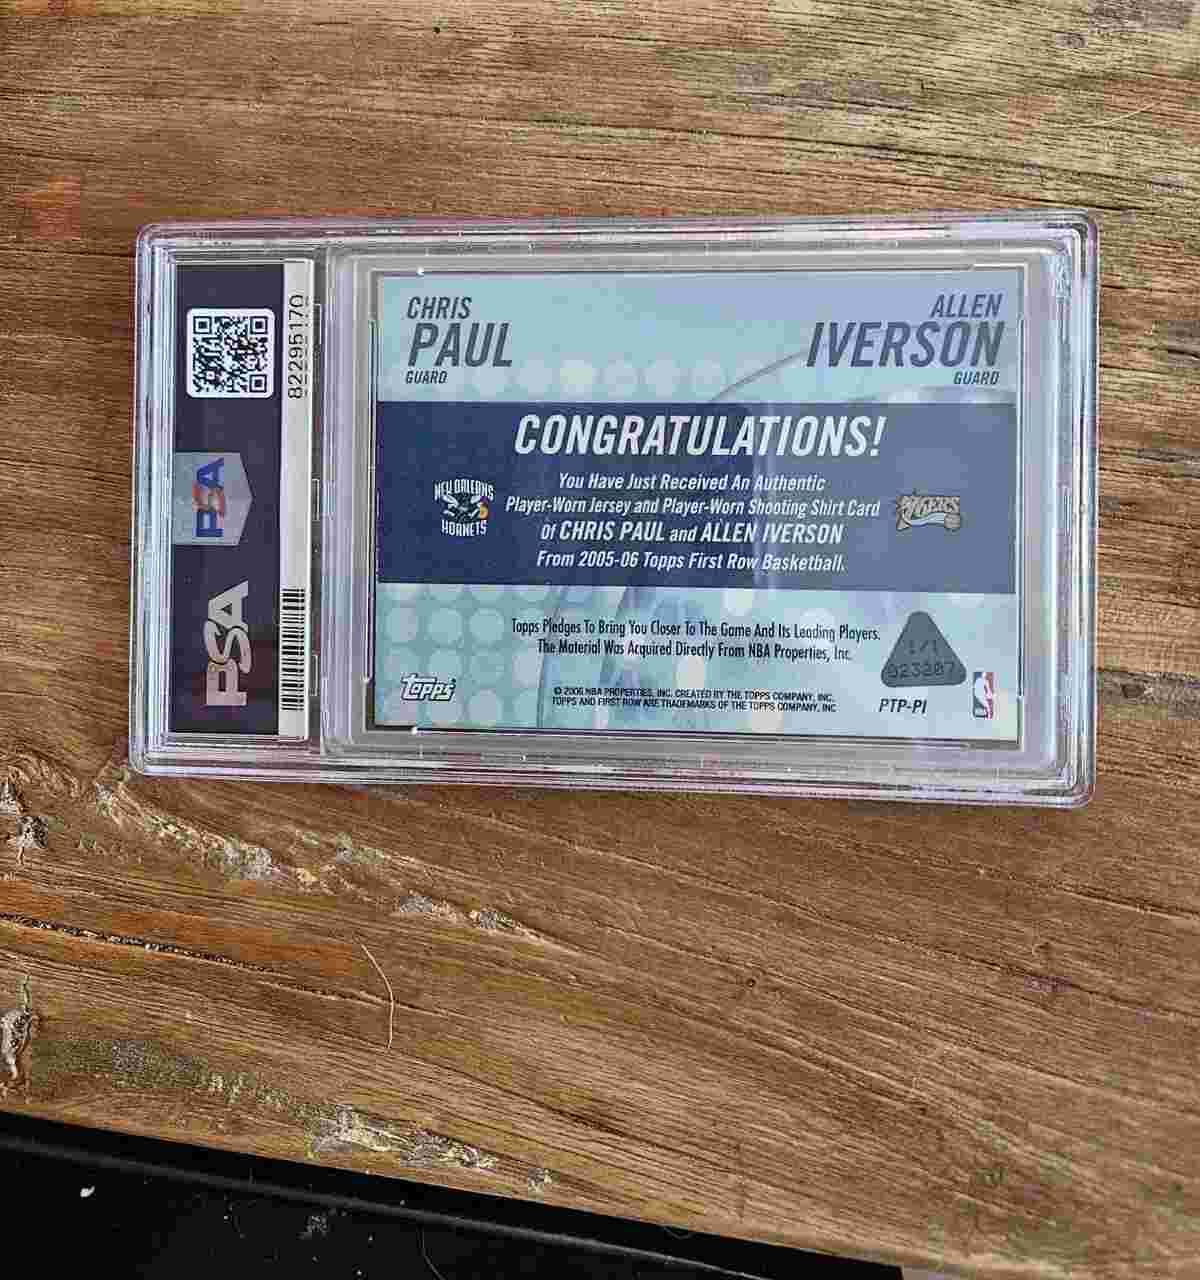 82295170
PSA
PSA
CHRIS
PAUL
GUARD
ALLEN
IVERSON
GUARD
CONGRATULATIONS!
You Have Just Received An Authentic
Player-Worn Jersey and Player-Worn Shooting Shirt Card
of CHRIS PAUL and ALLEN IVERSON
From 2005-06 Topps First Row Basketball.
NEW ORLEANS
HORNETS
Topps Pledges To Bring You Closer To The Game And Its Leading Players.
The Material Was Acquired Directly From NBA Properties, Inc.
1/1
023207
Topps
© 2006 NBA PROPERTIES, INC. CREATED BY THE TOPPS COMPANY, INC.
TOPPS AND FIRST ROW ARE TRADEMARKS OF THE TOPPS COMPANY, INC
PTP-PI